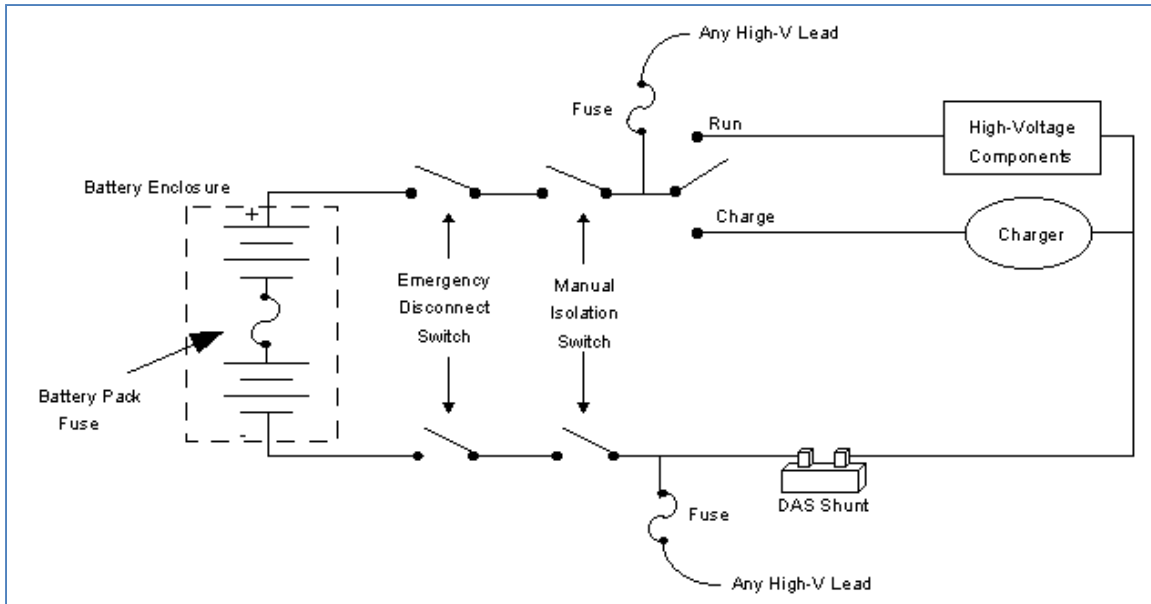 Any High-V Lead
Fuse
Run
High-Voltage
Components
Battery Enclosure
+
Charge
Charger
Emergency
Disconnect
Switch
Manual
Isolation
Switch
Battery Pack
Fuse
-
DAS Shunt
Fuse
Any High-V Lead